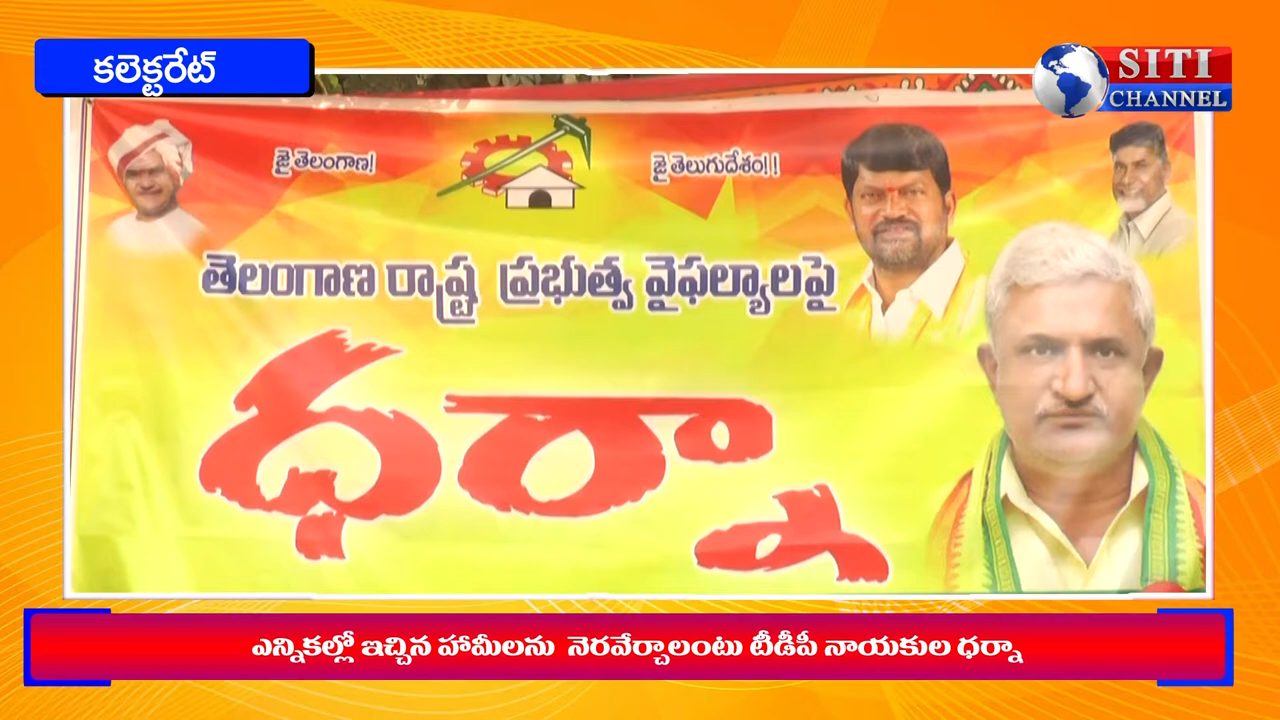 కలెక్టరేట్
SITI
CHANNEL
జై తెలంగాణ!
జై తెలుగుదేశం!!
తెలంగాణ రాష్ట్ర ప్రభుత్వ వైఫల్యాలపై
ధర్నా
ఎన్నికల్లో ఇచ్చిన హామీలను నెరవేర్చాలంటు టీడీపీ నాయకుల ధర్నా